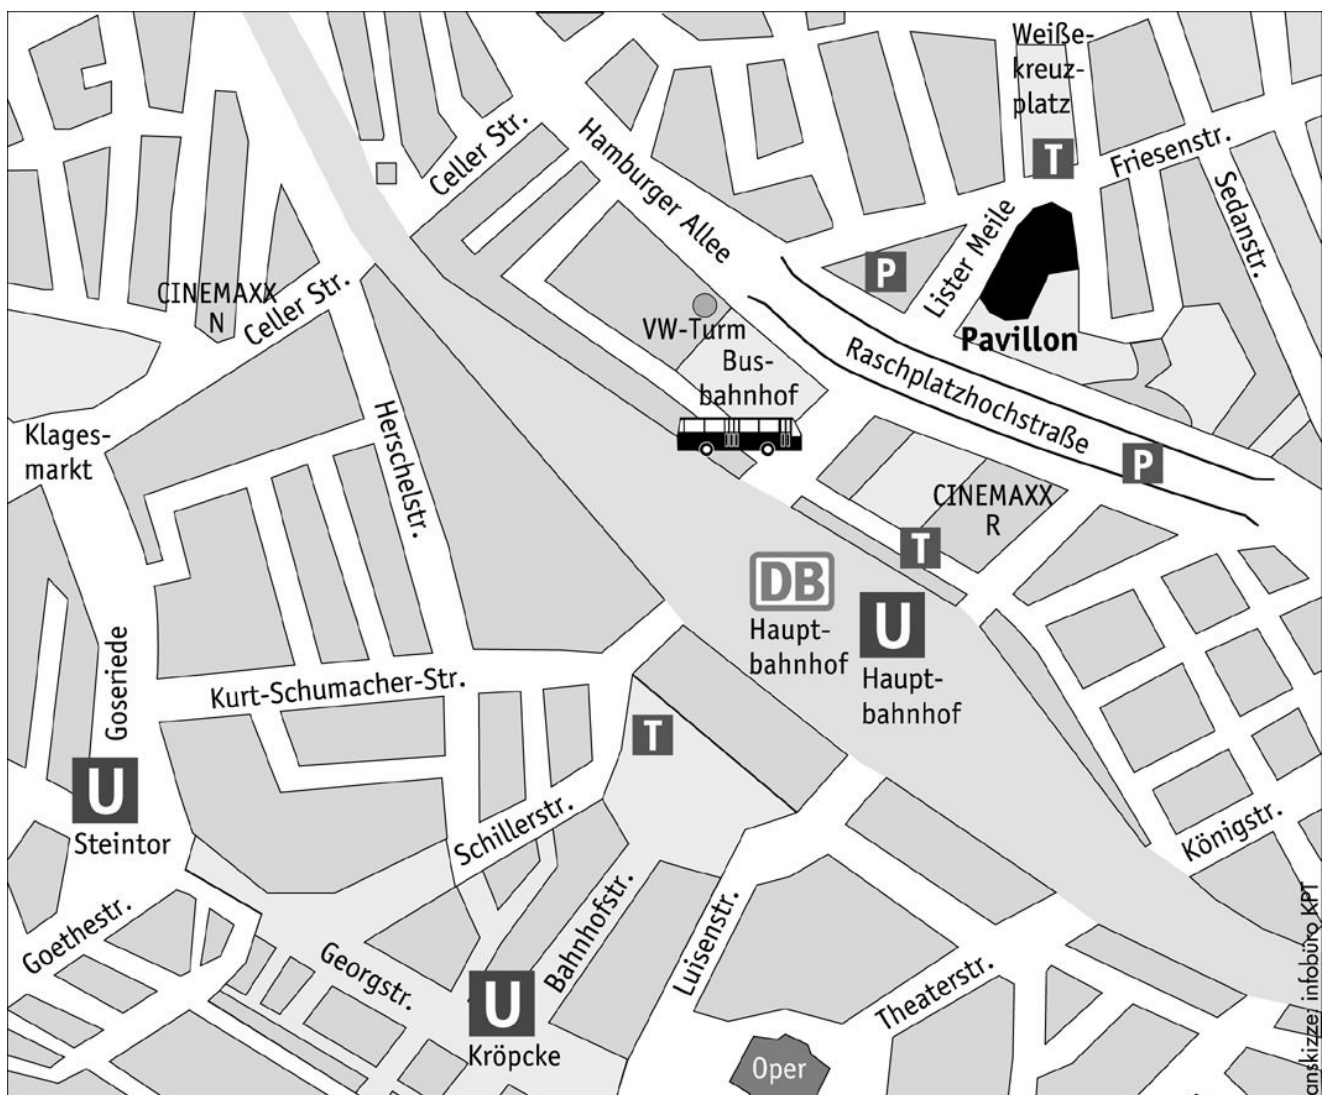 Weiße-
kreuz-
platz
T
Friesenstr.
Celler Str.
Hamburger Allee
Sedanstr.
Lister Meile
P
CINEMAXX
N
Celler Str.
VW-Turm
Bus-
bahnhof
Pavillon
Raschplatzhochstraße
P
Klages-
markt
Herschelstr.
CINEMAXX
R
T
DB
Haupt-
bahnhof
U
Haupt-
bahnhof
Goseriede
Kurt-Schumacher-Str.
T
U
Steintor
Schillerstr.
Königstr.
Goethestr.
Georgstr.
Bahnhofstr.
Luisenstr.
Theaterstr.
U
Kröpcke
Oper
anskizze: infobüro KPT